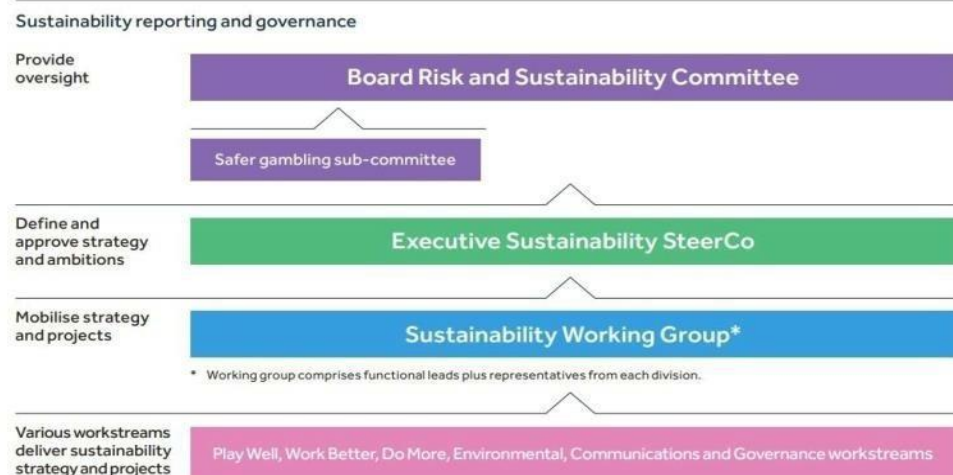 Sustainability reporting and governance
Provide
oversight
Board Risk and Sustainability Committee
Safer gambling sub-committee
Define and
approve strategy
and ambitions
Executive Sustainability SteerCo
Mobilise strategy
and projects
Sustainability Working Group*
* Working group comprises functional leads plus representatives from each division.
Various workstreams
deliver sustainability
strategy and projects
Play Well, Work Better, Do More, Environmental, Communications and Governance workstreams